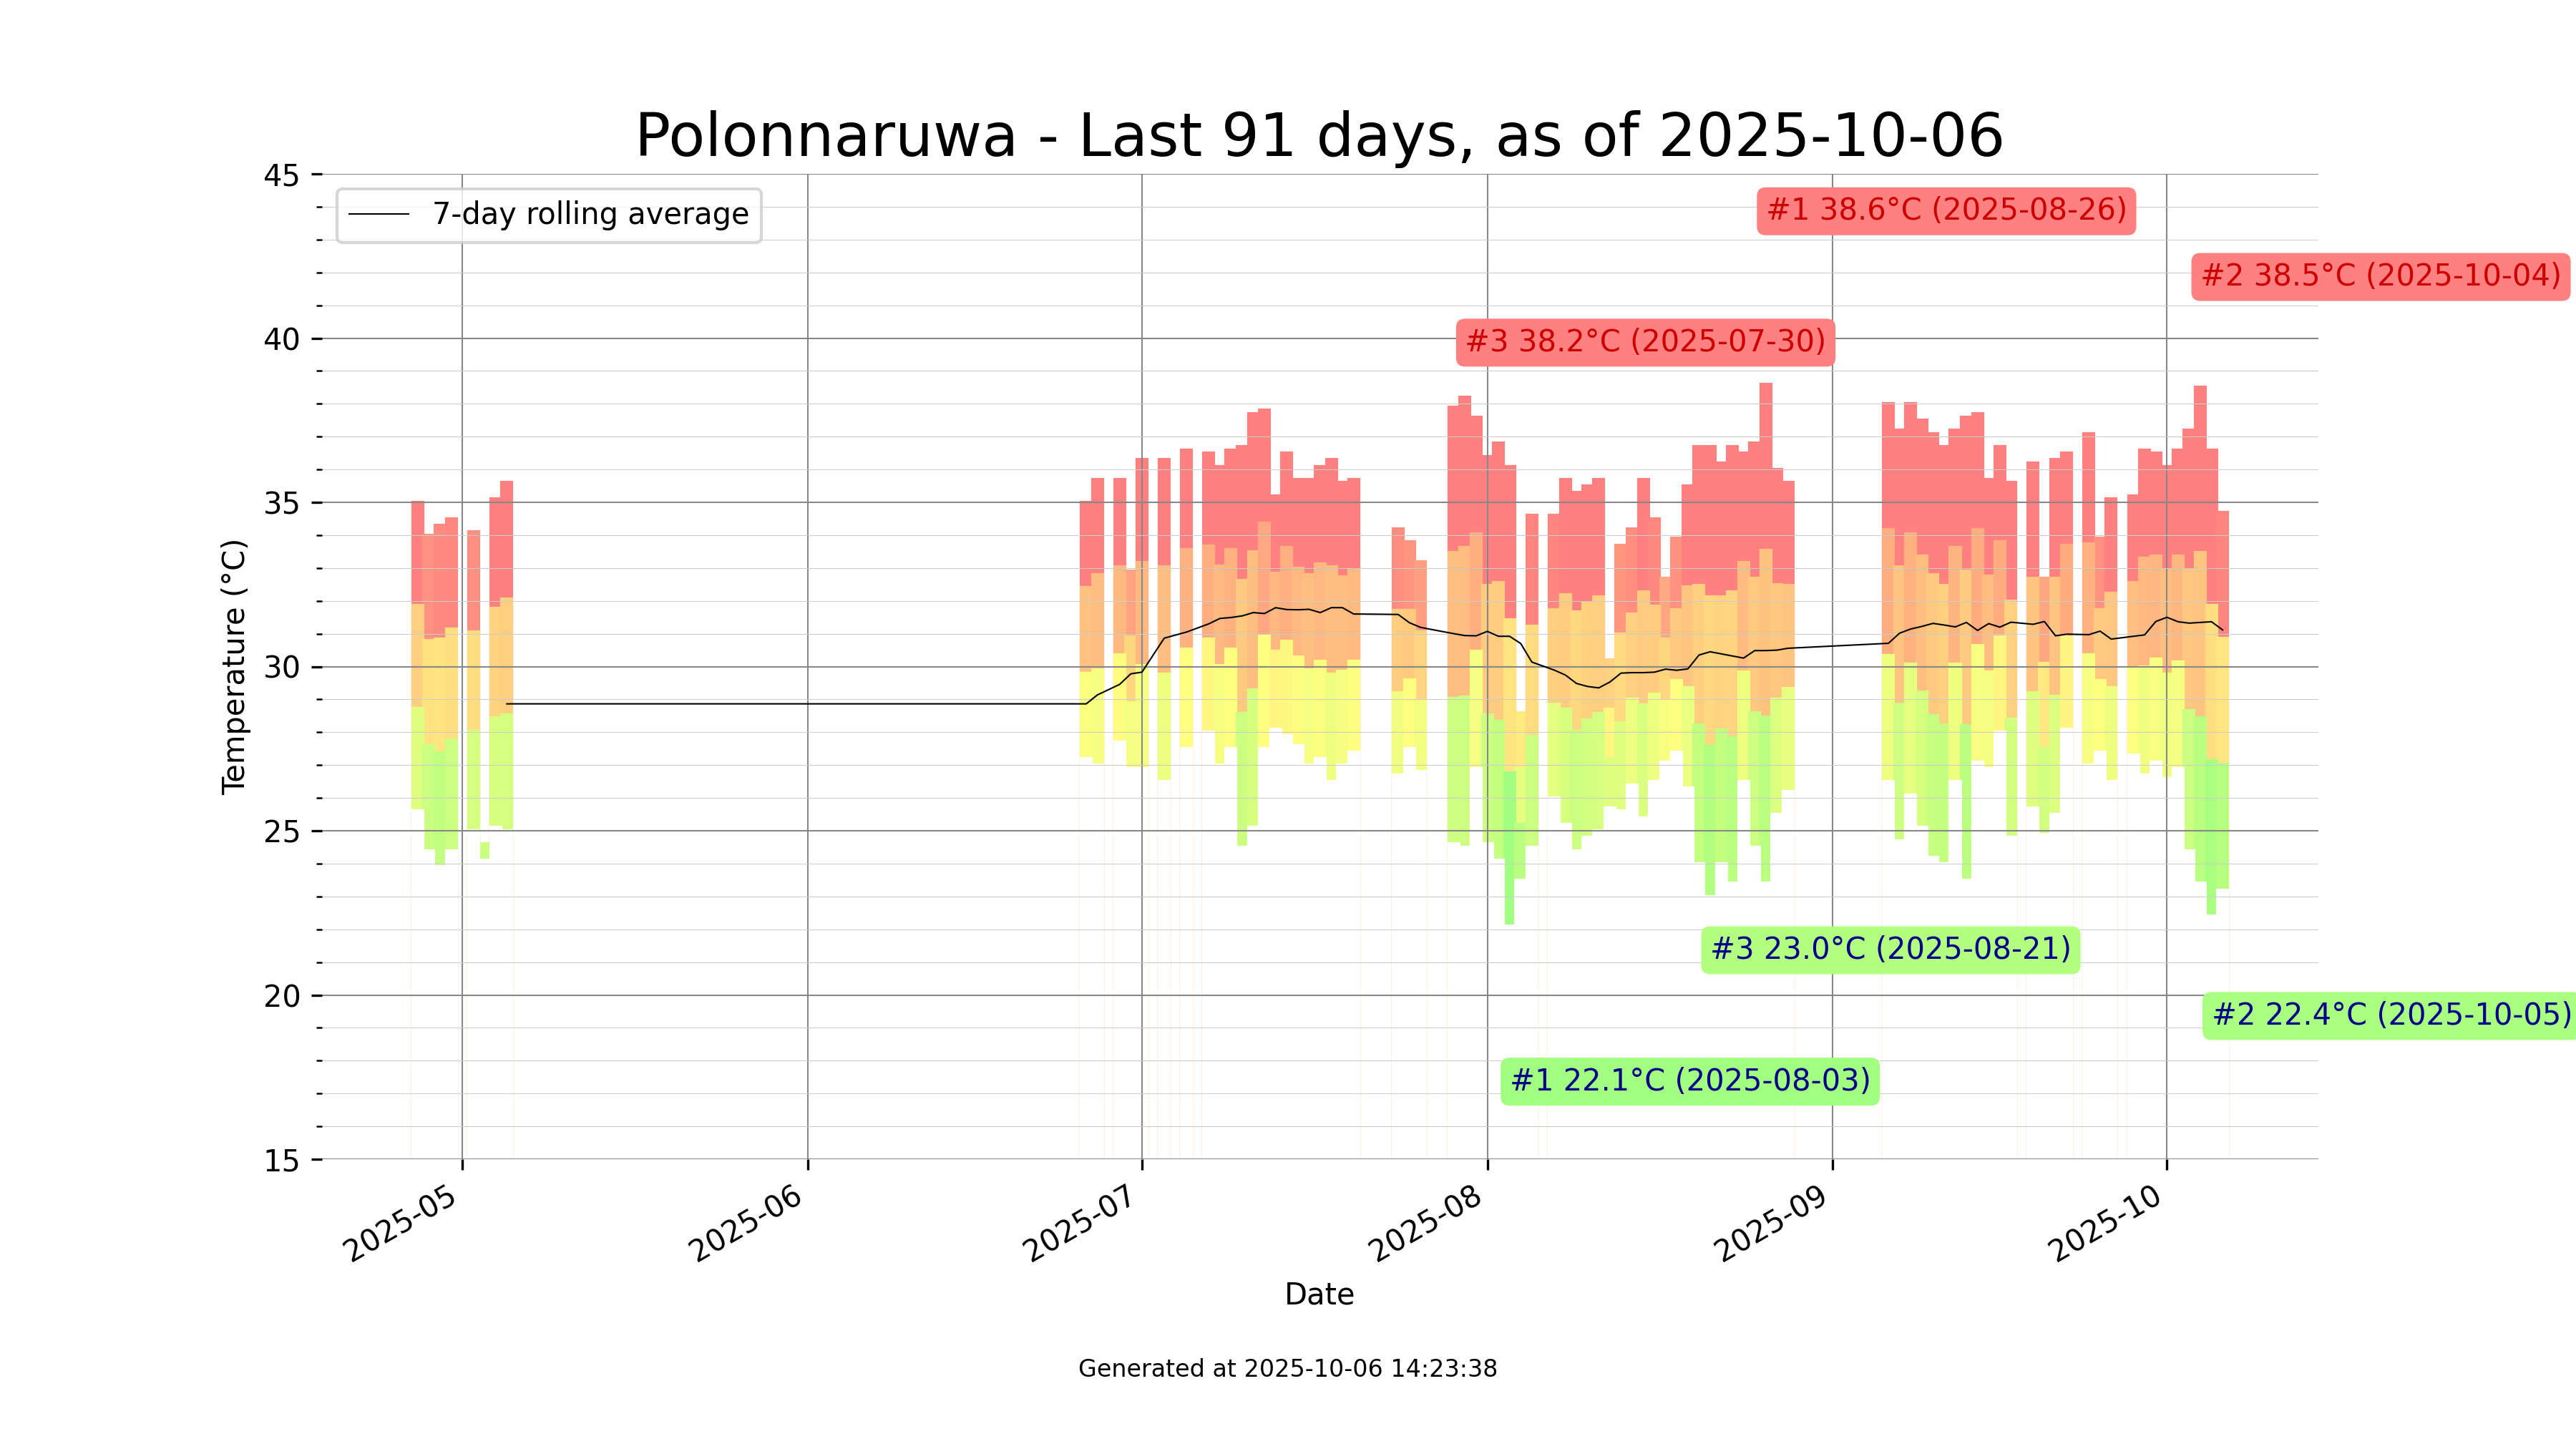 Polonnaruwa - Last 91 days, as of 2025-10-06
45
7-day rolling average
#1 38.6°C (2025-08-26)
#2 38.5°C (2025-10-04)
#3 38.2°C (2025-07-30)
40
35
Temperature (°C)
30
25
#3 23.0°C (2025-08-21)
20
#2 22.4°C (2025-10-05)
#1 22.1°C (2025-08-03)
15
2025-05
2025-06
2025-07
2025-08
2025-09
2025-10
Date
Generated at 2025-10-06 14:23:38